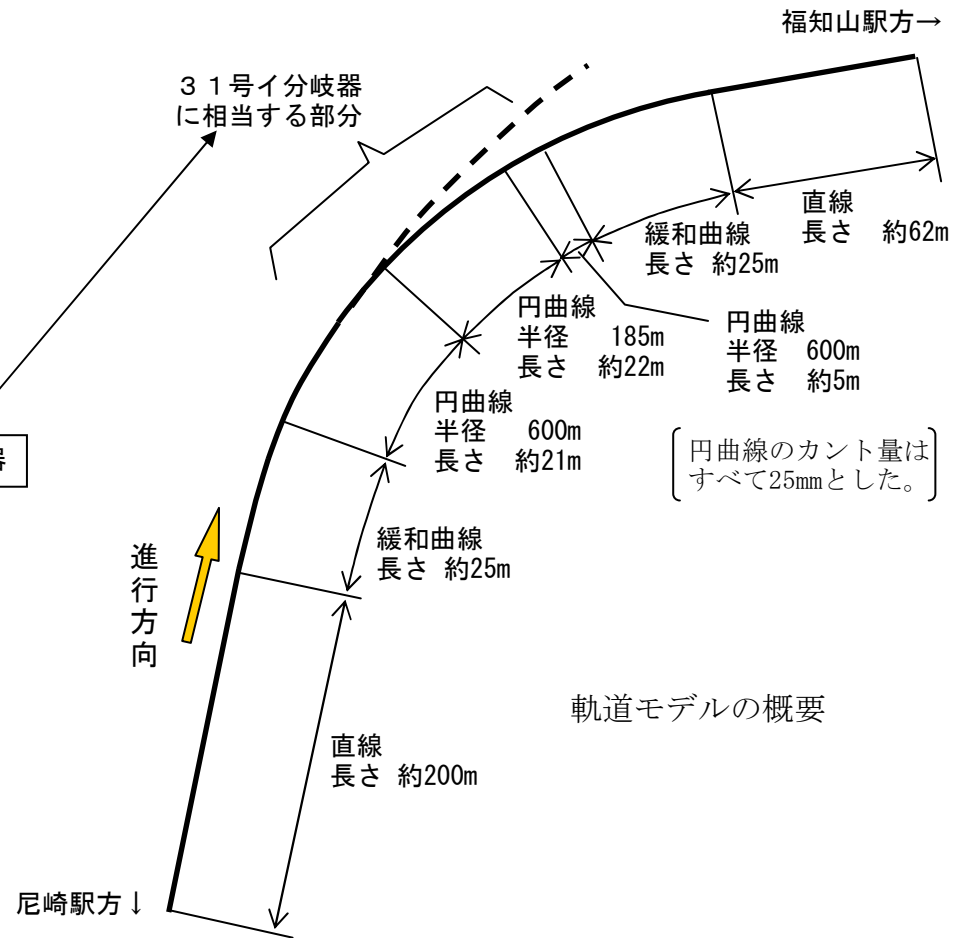 福知山駅方→
３１号イ分岐器
に相当する部分
直線
長さ 約62m
緩和曲線
長さ 約25m
円曲線
半径 185m
長さ 約22m
円曲線
半径 600m
長さ 約5m
円曲線
半径 600m
長さ 約21m
円曲線のカント量は
すべて25mmとした。
器
緩和曲線
長さ 約25m
進行方向
軌道モデルの概要
直線
長さ 約200m
尼崎駅方↓